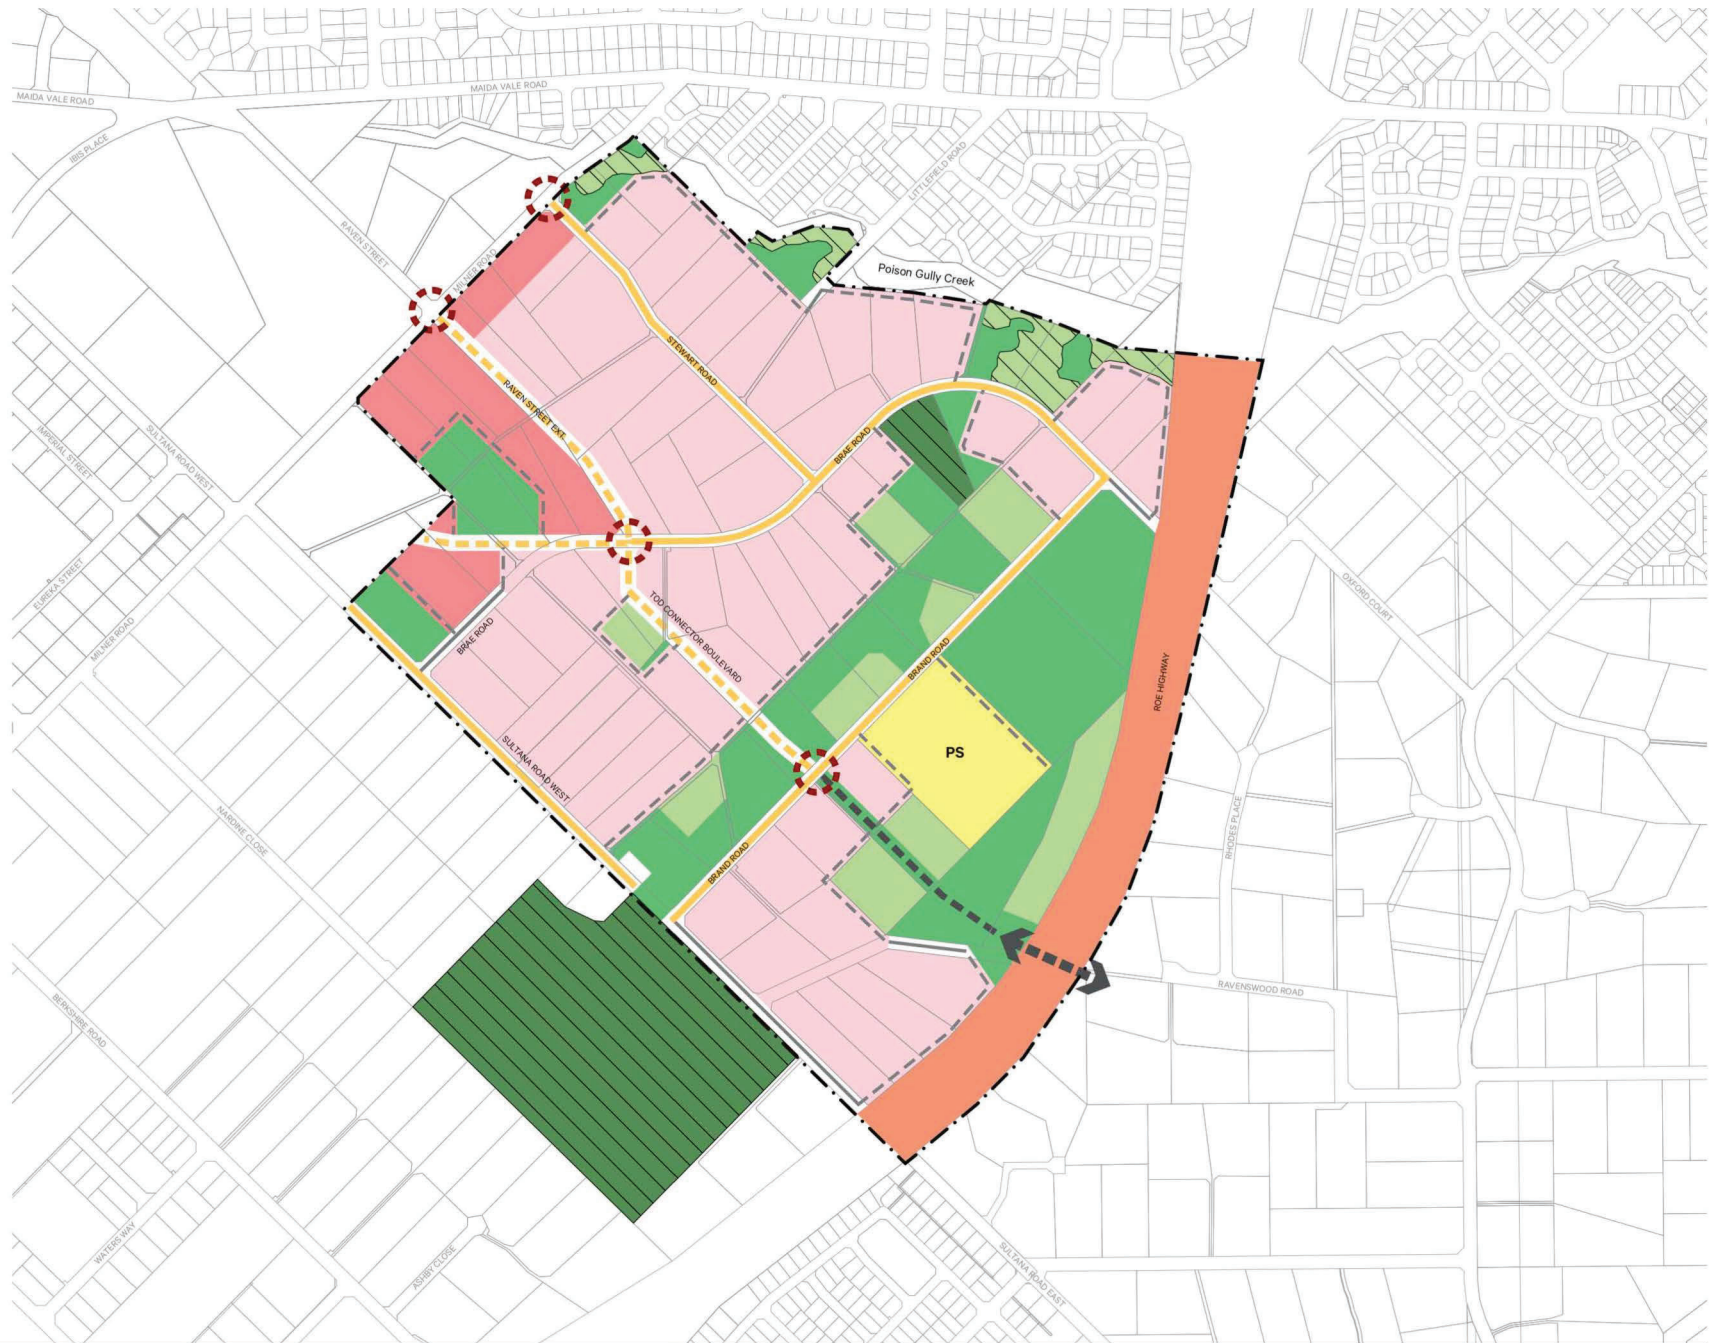 MAIDA VALE ROAD
MAIDA VALE ROAD
IBIS PLACE
LITTLEFIELD ROAD
RAVEN STREET
MILNER ROAD
Poison Gully Creek
STEWART ROAD
RAVEN STREET EXT.
BRAE ROAD
IMPERIAL STREET
SULTANA ROAD WEST
EUREKA STREET
MILNER ROAD
BRAE ROAD
TOD CONNECTOR BOULEVARD
BRAND ROAD
OXFORD COURT
ROE HIGHWAY
PS
SULTANA ROAD WEST
NARDINE CLOSE
RHODES PLACE
BRAND ROAD
RAVENSWOOD ROAD
BERKSHIRE ROAD
WATERS WAY
ASHBY CLOSE
SULTANA ROAD EAST